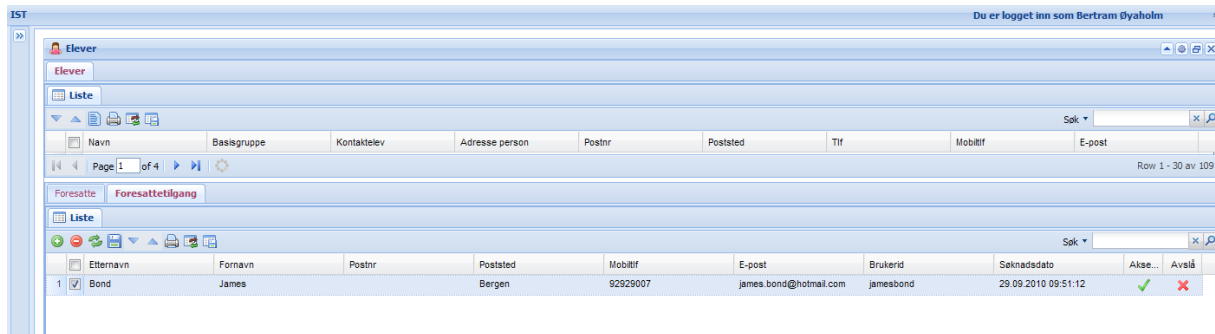 IST Du er logget inn som Bertram Øyaholm
Elever
Elever
Liste
Søk
Navn Basisgruppe Kontaktelev Adresse person Postnr Poststed Tlf Mobiltlf E-post
Page 1 of 4 Row 1 - 30 av 109
Foresatte Foresattetilgang
Liste
Søk
Etternavn Fornavn Postnr Poststed Mobiltlf E-post Brukerid Søknadsdato Akse... Avslå
1 Bond James Bergen 92929007 james.bond@hotmail.com jamesbond 29.09.2010 09:51:12